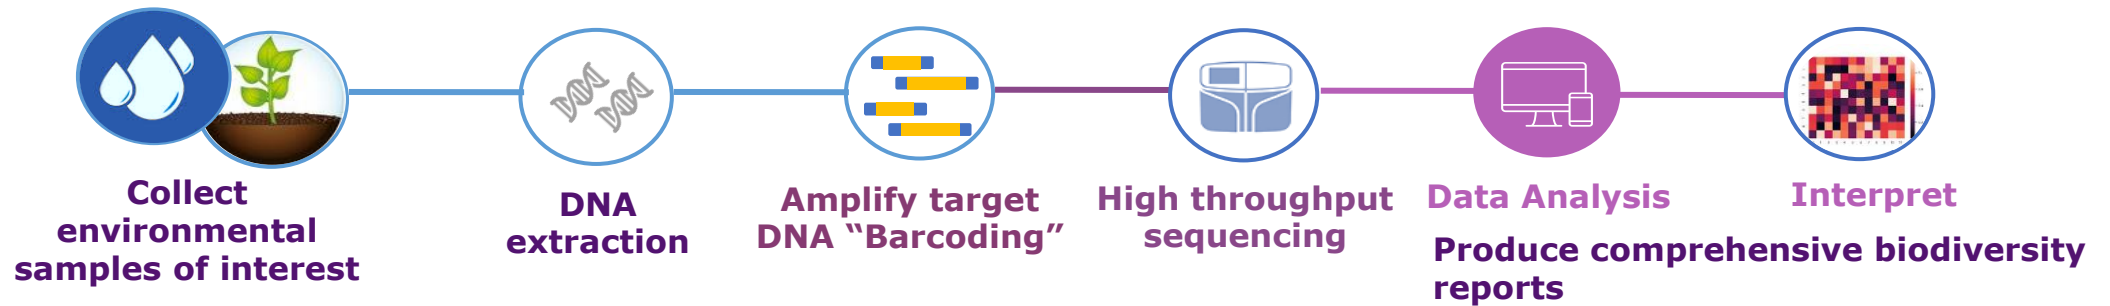 Collect
environmental
samples of interest
DNA
extraction
Amplify target
DNA “Barcoding”
High throughput
sequencing
Data Analysis
Interpret
Produce comprehensive biodiversity
reports